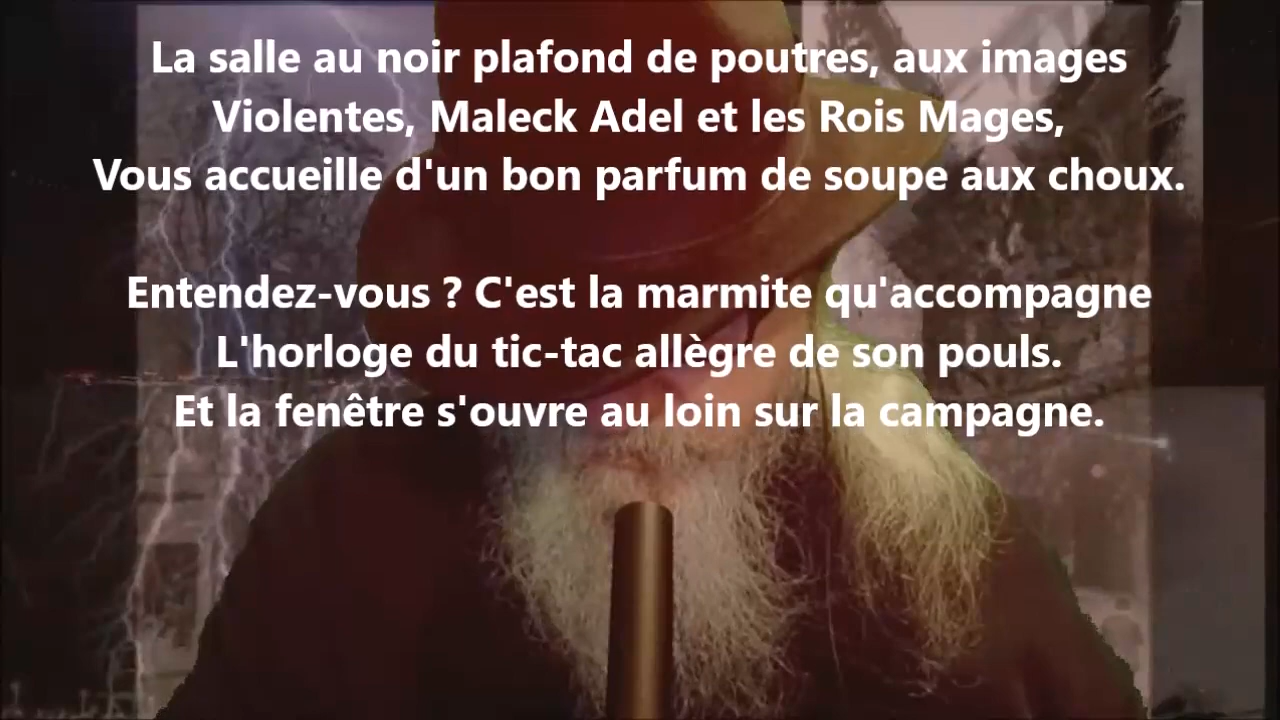 La salle au noir plafond de poutres, aux images
Violentes, Maleck Adel et les Rois Mages,
Vous accueille d'un bon parfum de soupe aux choux.
Entendez-vous ? C'est la marmite qu'accompagne
L'horloge du tic-tac allègre de son pouls.
Et la fenêtre s'ouvre au loin sur la campagne.